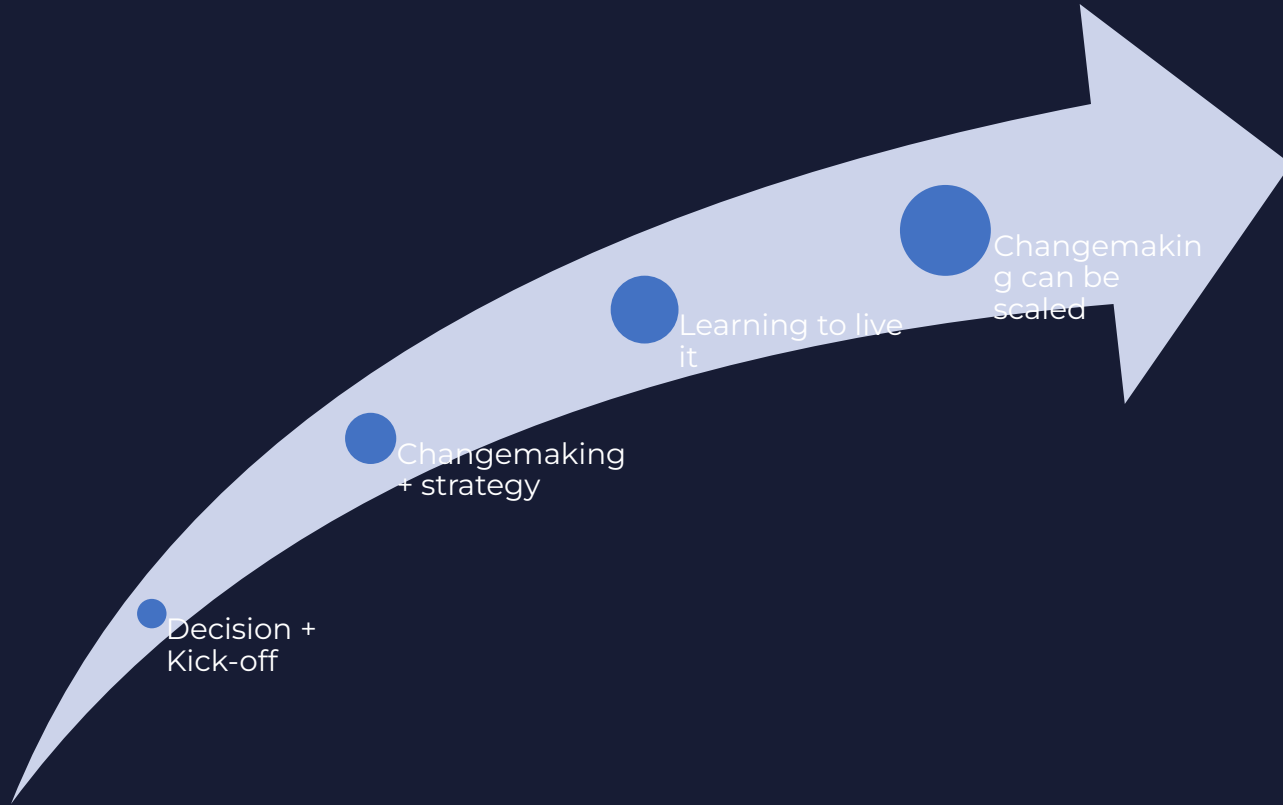 Changemakin
g can be
scaled
Learning to live
it
Changemaking
+ strategy
Decision +
Kick-off